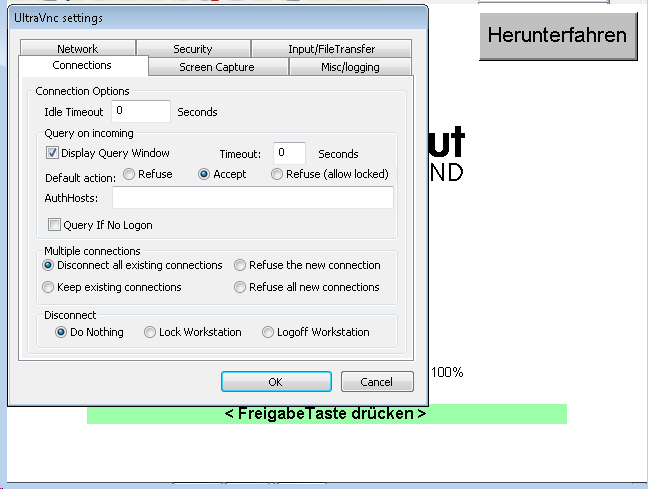 UltraVnc settings
Herunterfahren
Network Security Input/FileTransfer
Connections Screen Capture Misc/logging
Connection Options
Idle Timeout 0 Seconds
Query on incoming
Display Query Window Timeout: 0 Seconds
Default action: Refuse Accept Refuse (allow locked)
AuthHosts:
Query If No Logon
Multiple connections
Disconnect all existing connections Refuse the new connection
Keep existing connections Refuse all new connections
Disconnect
Do Nothing Lock Workstation Logoff Workstation
OK Cancel
ut
ND
100%
< FreigabeTaste drücken >